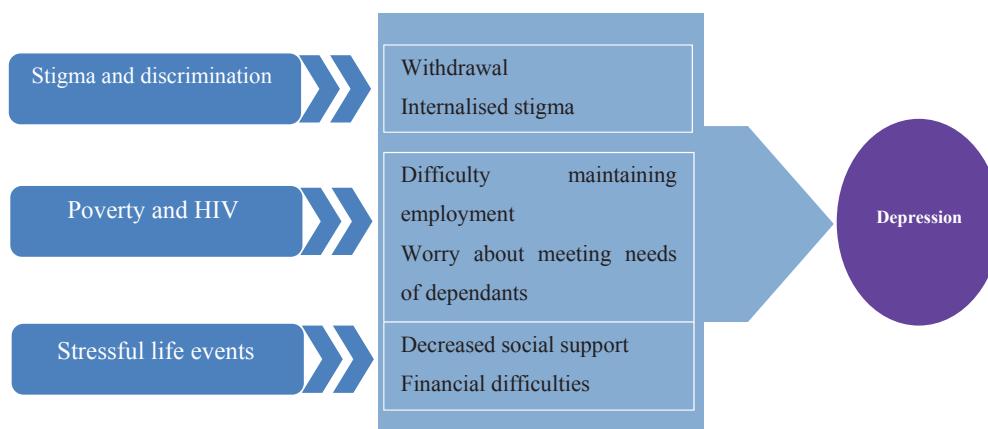 Stigma and discrimination
Withdrawal
Internalised stigma
Poverty and HIV
Difficulty maintaining
employment
Worry about meeting needs
of dependants
Stressful life events
Decreased social support
Financial difficulties
Depression